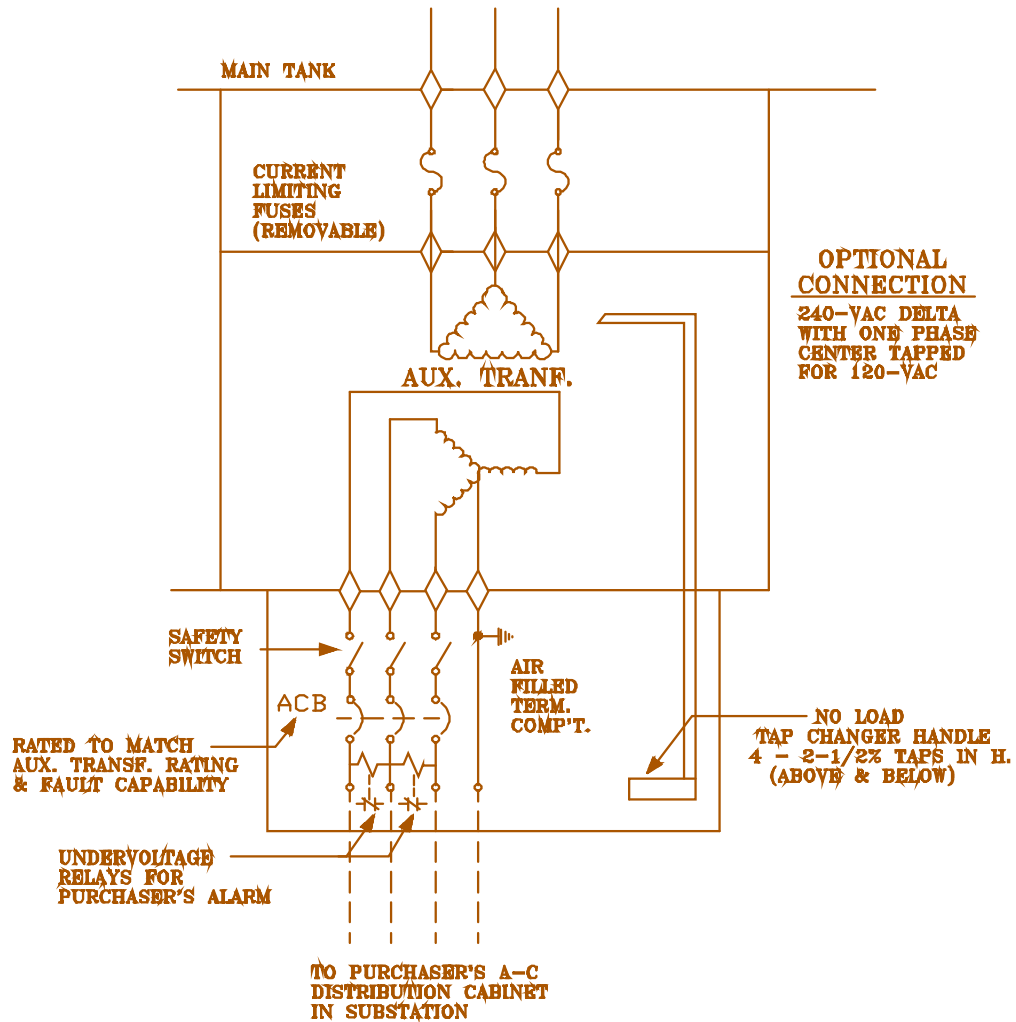 MAIN TANK
CURRENT
LIMITING
FUSES
(REMOVABLE)
OPTIONAL
CONNECTION
240-VAC DELTA
WITH ONE PHASE
CENTER TAPPED
FOR 120-VAC
AUX. TRANF.
SAFETY
SWITCH
AIR
FILLED
TERM.
COMP'T.
ACB
RATED TO MATCH
AUX. TRANSF. RATING
& FAULT CAPABILITY
NO LOAD
TAP CHANGER HANDLE
4 - 2-1/2% TAPS IN H.
(ABOVE & BELOW)
UNDERVOLTAGE
RELAYS FOR
PURCHASER'S ALARM
TO PURCHASER'S A-C
DISTRIBUTION CABINET
IN SUBSTATION